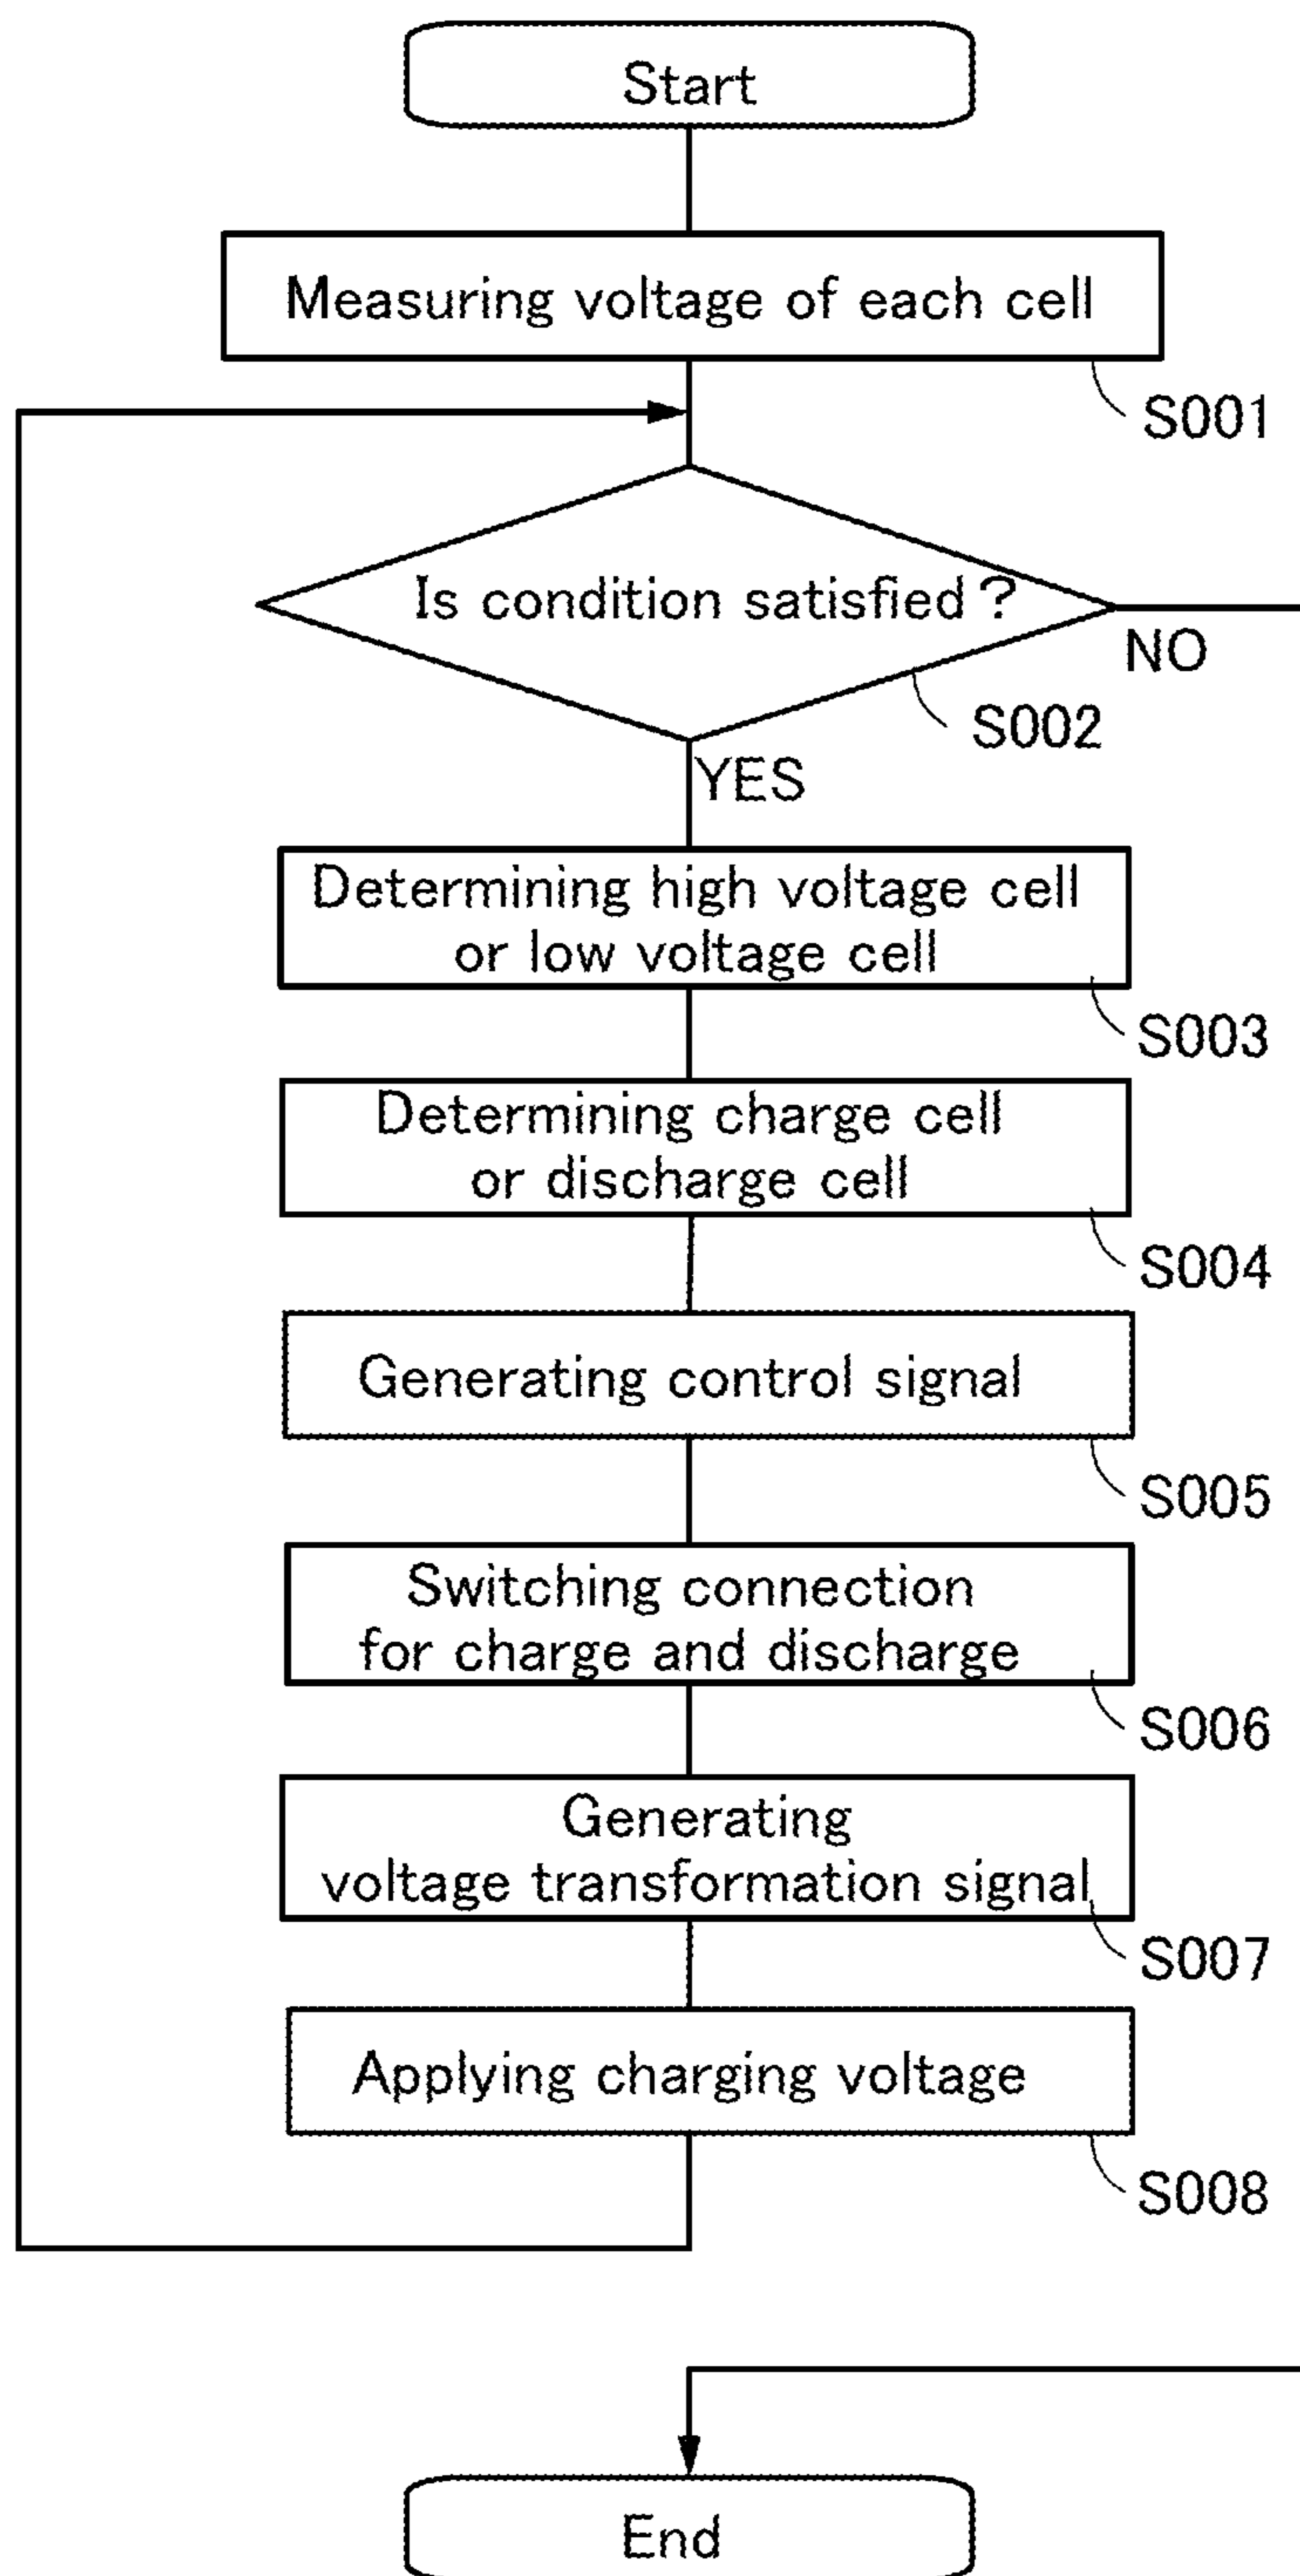 Start
Measuring voltage of each cell
S001
Is condition satisfied?
NO
S002
YES
Determining high voltage cell
or low voltage cell
S003
Determining charge cell
or discharge cell
S004
Generating control signal
S005
Switching connection
for charge and discharge
S006
Generating
voltage transformation signal
S007
Applying charging voltage
S008
End